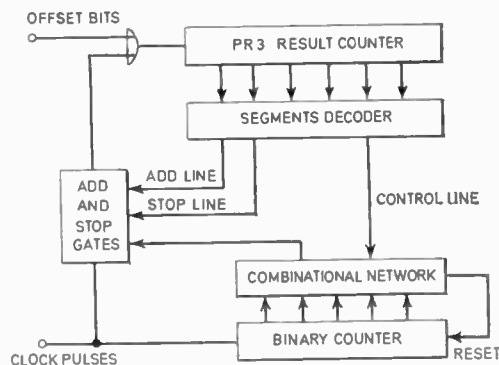 OFFSET BITS
PR3 RESULT COUNTER
SEGMENTS DECODER
ADD LINE
STOP LINE
ADD
AND
STOP
GATES
CONTROL LINE
COMBINATIONAL NETWORK
BINARY COUNTER
RESET
CLOCK PULSES